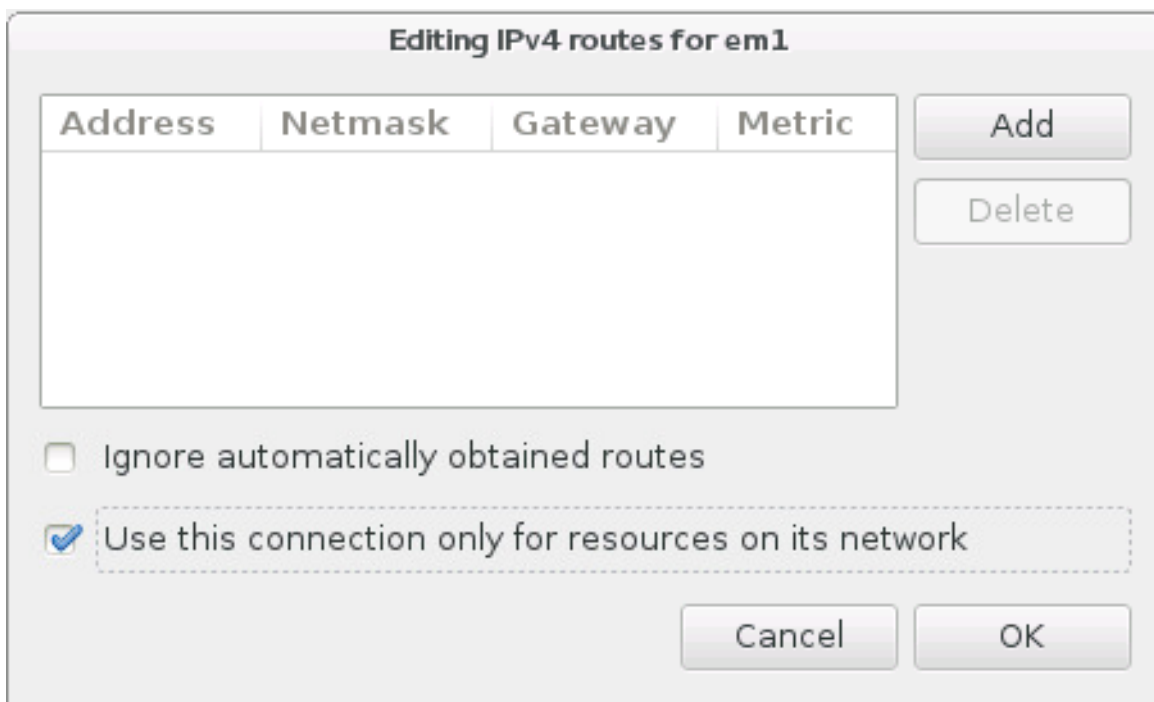 Editing IPv4 routes for em1
Address Netmask Gateway Metric
Add
Delete
Ignore automatically obtained routes
Use this connection only for resources on its network
Cancel OK